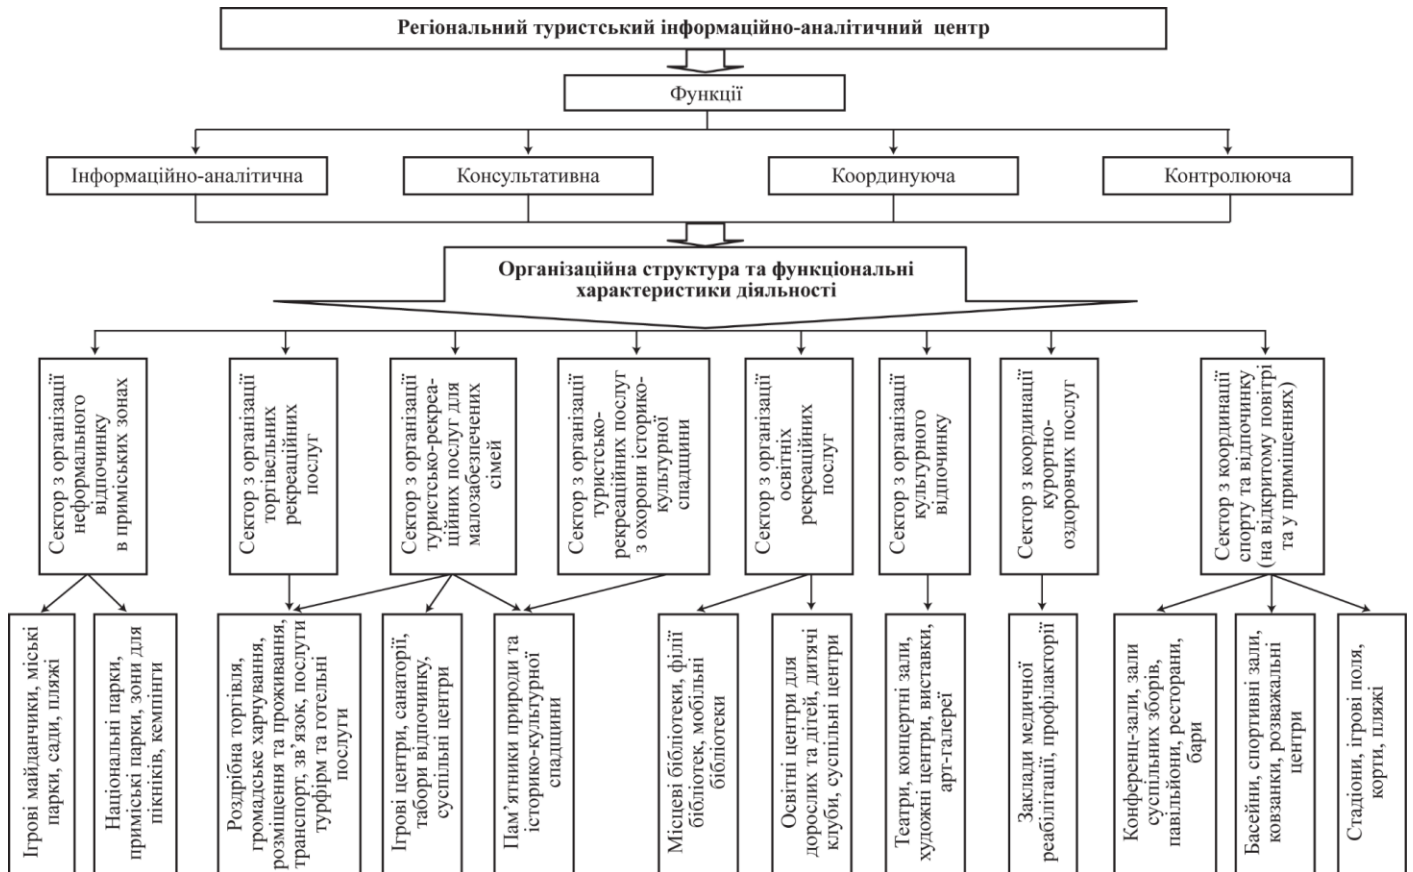 Регіональний туристський інформаційно-аналітичний центр
Функції
Інформаційно-аналітична
Консультативна
Координуюча
Контролююча
Організаційна структура та функціональні
характеристики діяльності
Сектор з організації
неформального
відпочинку
в приміських зонах
Сектор з організації
торгівельних
рекреаційних
послуг
Сектор з організації
туристсько-рекреа-
ційних послуг для
малозабезпечених
сімей
Сектор з організації
туристсько-
рекреаційних послуг
з охорони історико-
культурної
спадщини
Сектор з організації
освітніх
рекреаційних
послуг
Сектор з організації
культурного
відпочинку
Сектор з координації
курортно-
оздоровчих послуг
Сектор з координації
спорту та відпочинку
(на відкритому повітрі
та у приміщеннях)
Ігрові майданчики, міські
парки, сади, пляжі
Національні парки,
приміські парки, зони для
пікніків, кемпінги
Роздрібна торгівля,
громадське харчування,
розміщення та проживання,
транспорт, зв’язок, послуги
турфірм та готельні
послуги
Ігрові центри, санаторії,
табори відпочинку,
суспільні центри
Пам’ятники природи та
історико-культурної
спадщини
Місцеві бібліотеки, філії
бібліотек, мобільні
бібліотеки
Освітні центри для
дорослих та дітей, дитячі
клуби, суспільні центри
Театри, концертні зали,
художні центри, виставки,
арт-галереї
Заклади медичної
реабілітації, профілакторії
Конференц-зали, зали
суспільних зборів,
павільйони, ресторани,
бари
Басейни, спортивні зали,
ковзанки, розважальні
центри
Стадіони, ігрові поля,
корти, пляжі